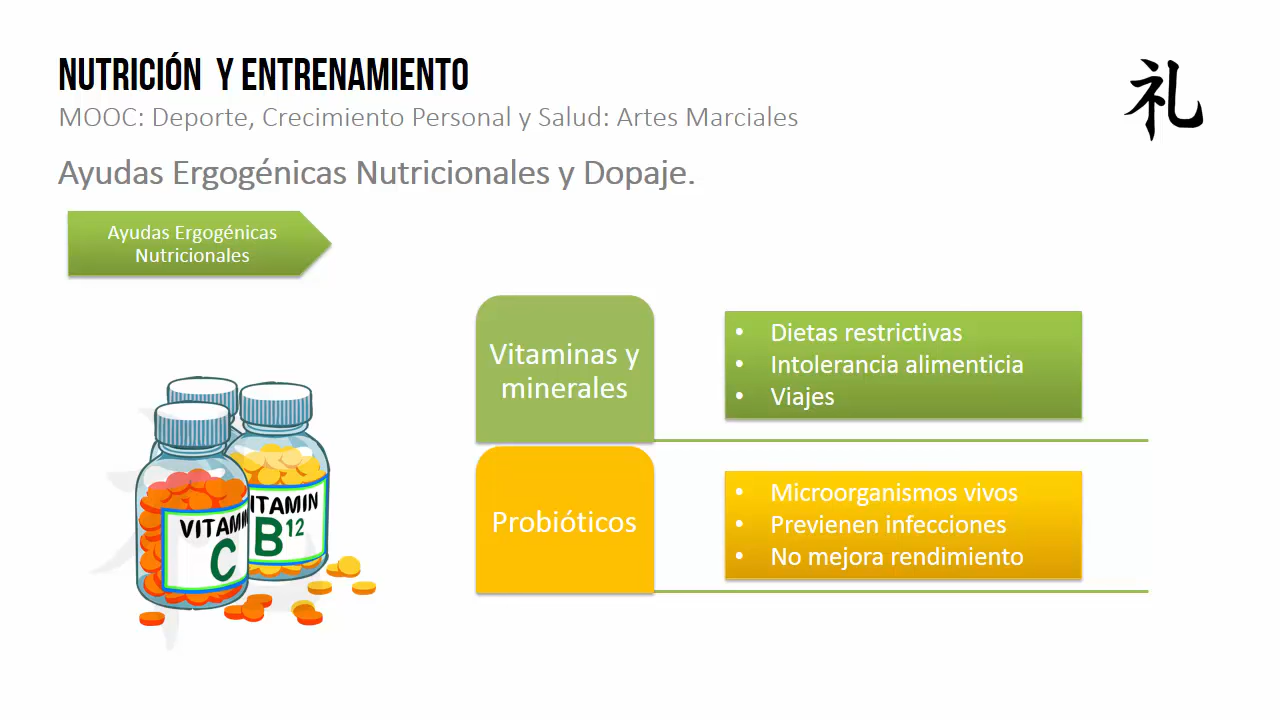 NUTRICIÓN Y ENTRENAMIENTO
礼
MOOC: Deporte, Crecimiento Personal y Salud: Artes Marciales
Ayudas Ergogénicas Nutricionales y Dopaje.
Ayudas Ergogénicas
Nutricionales
Vitaminas y
minerales
• Dietas restrictivas
• Intolerancia alimenticia
• Viajes
Probióticos
• Microorganismos vivos
• Previenen infecciones
• No mejora rendimiento
VITAMIN
C
VITAMIN
B12